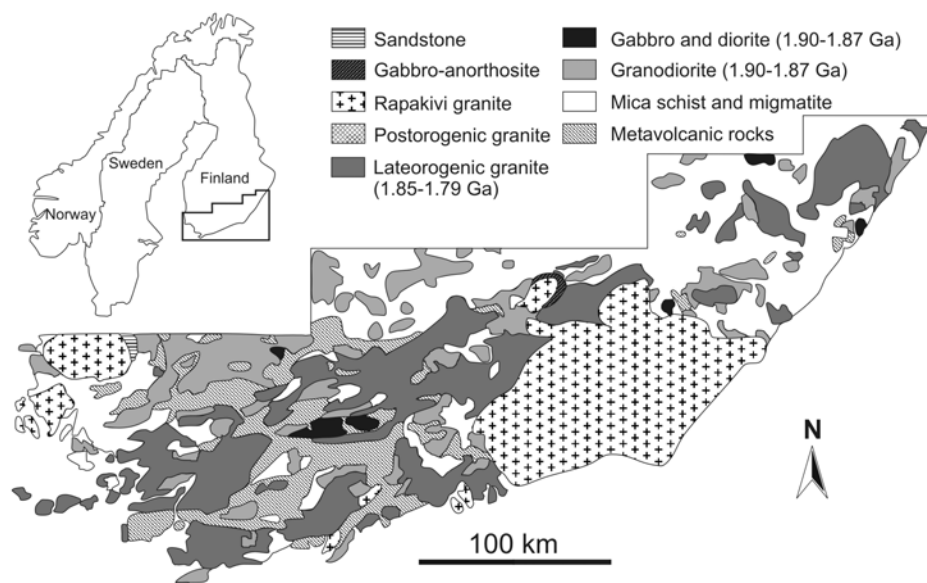 Norway
Sweden
Finland
Sandstone
Gabbro-anorthosite
Rapakivi granite
Postorogenic granite
Lateorogenic granite
(1.85-1.79 Ga)
Gabbro and diorite (1.90-1.87 Ga)
Granodiorite (1.90-1.87 Ga)
Mica schist and migmatite
Metavolcanic rocks
N
100 km